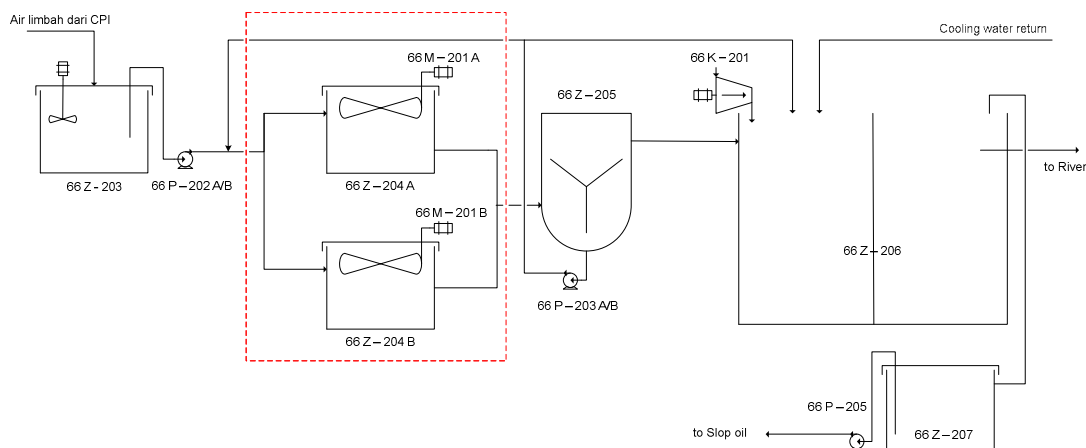 Air limbah dari CPI
Cooling water return
66 M – 201 A
66 K – 201
66 Z – 205
66 Z - 203
66 P – 202 A/B
66 Z – 204 A
to River
66 M – 201 B
66 Z – 206
66 P – 203 A/B
66 Z – 204 B
66 P – 205
to Slop oil
66 Z – 207